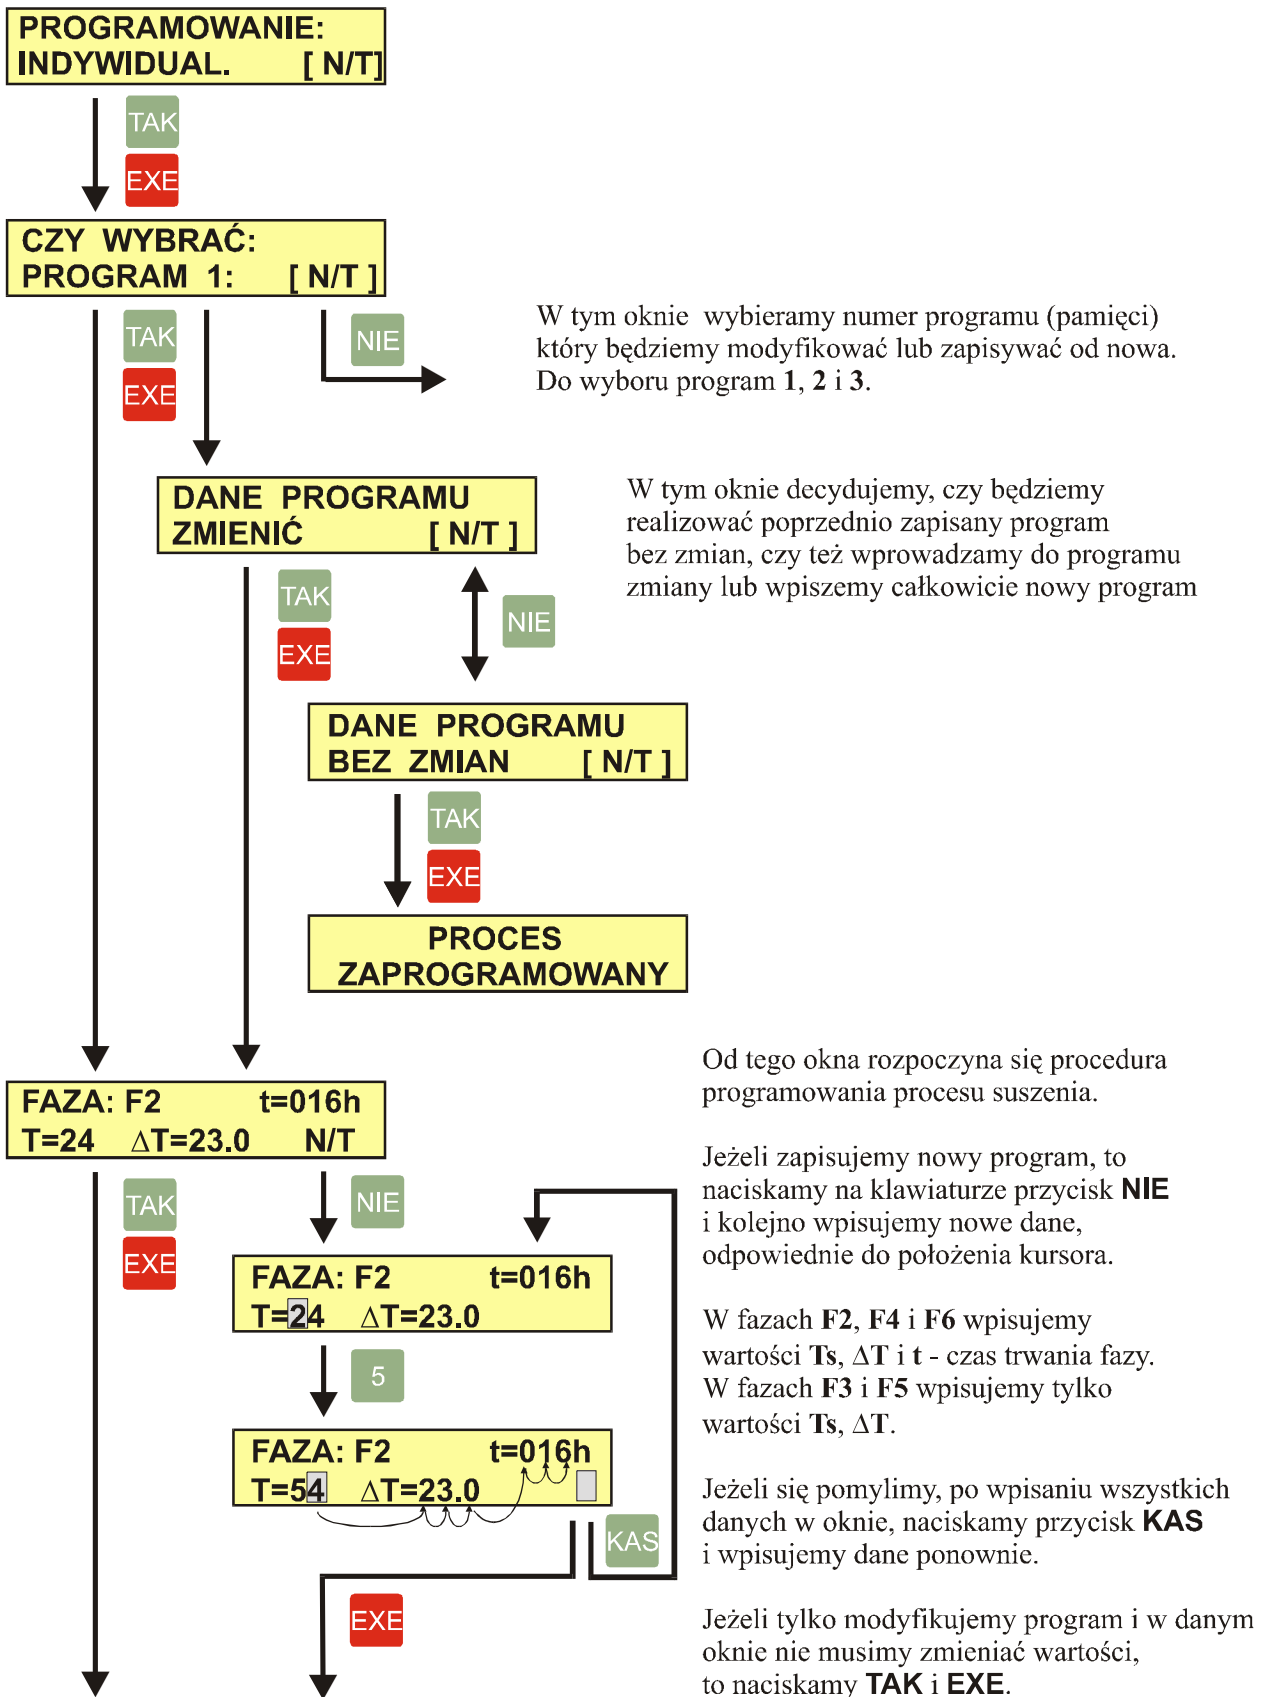 PROGRAMOWANIE:
INDYWIDUAL. [ N/T]
TAK
EXE
CZY WYBRAĆ:
PROGRAM 1: [ N/T ]
TAK
EXE
NIE
W tym oknie wybieramy numer programu (pamięci)
który będziemy modyfikować lub zapisywać od nowa.
Do wyboru program 1, 2 i 3.
DANE PROGRAMU
ZMIENIĆ [ N/T ]
W tym oknie decydujemy, czy będziemy
realizować poprzednio zapisany program
bez zmian, czy też wprowadzamy do programu
zmiany lub wpiszemy całkowicie nowy program
TAK
EXE
NIE
DANE PROGRAMU
BEZ ZMIAN [ N/T ]
TAK
EXE
PROCES
ZAPROGRAMOWANY
FAZA: F2 t=016h
T=24 ΔT=23.0 N/T
Od tego okna rozpoczyna się procedura
programowania procesu suszenia.
TAK
EXE
NIE
Jeżeli zapisujemy nowy program, to
naciskamy na klawiaturze przycisk NIE
i kolejno wpisujemy nowe dane,
odpowiednie do położenia kursora.
FAZA: F2 t=016h
T=24 ΔT=23.0
W fazach F2, F4 i F6 wpisujemy
wartości Ts, ΔT i t - czas trwania fazy.
W fazach F3 i F5 wpisujemy tylko
wartości Ts, ΔT.
5
FAZA: F2 t=016h
T=54 ΔT=23.0
Jeżeli się pomylimy, po wpisaniu wszystkich
danych w oknie, naciskamy przycisk KAS
i wpisujemy dane ponownie.
KAS
EXE
Jeżeli tylko modyfikujemy program i w danym
oknie nie musimy zmieniać wartości,
to naciskamy TAK i EXE.